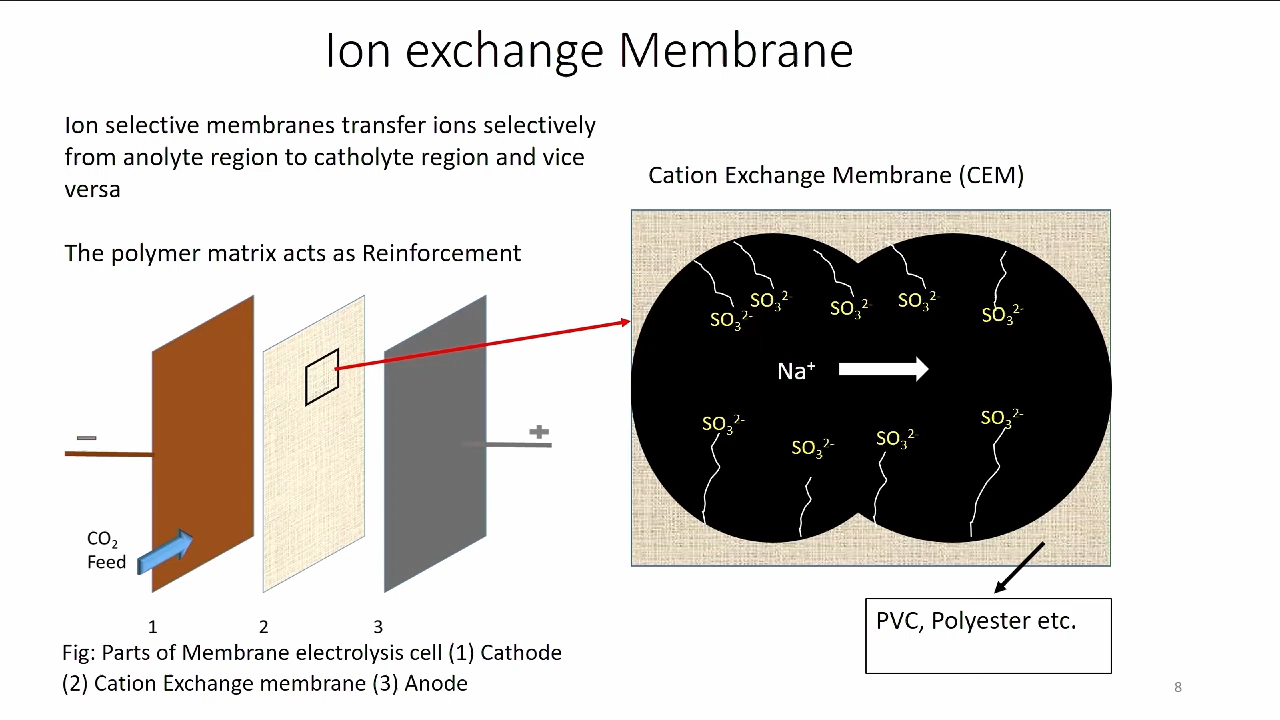 Ion exchange Membrane
Ion selective membranes transfer ions selectively
from anolyte region to catholyte region and vice
versa
The polymer matrix acts as Reinforcement
Cation Exchange Membrane (CEM)
SO₃²⁻
SO₃²⁻
SO₃²⁻
SO₃²⁻
SO₃²⁻
Na⁺
SO₃²⁻
SO₃²⁻
SO₃²⁻
SO₃²⁻
−
+
CO₂
Feed
1 2 3
Fig: Parts of Membrane electrolysis cell (1) Cathode
(2) Cation Exchange membrane (3) Anode
PVC, Polyester etc.
8